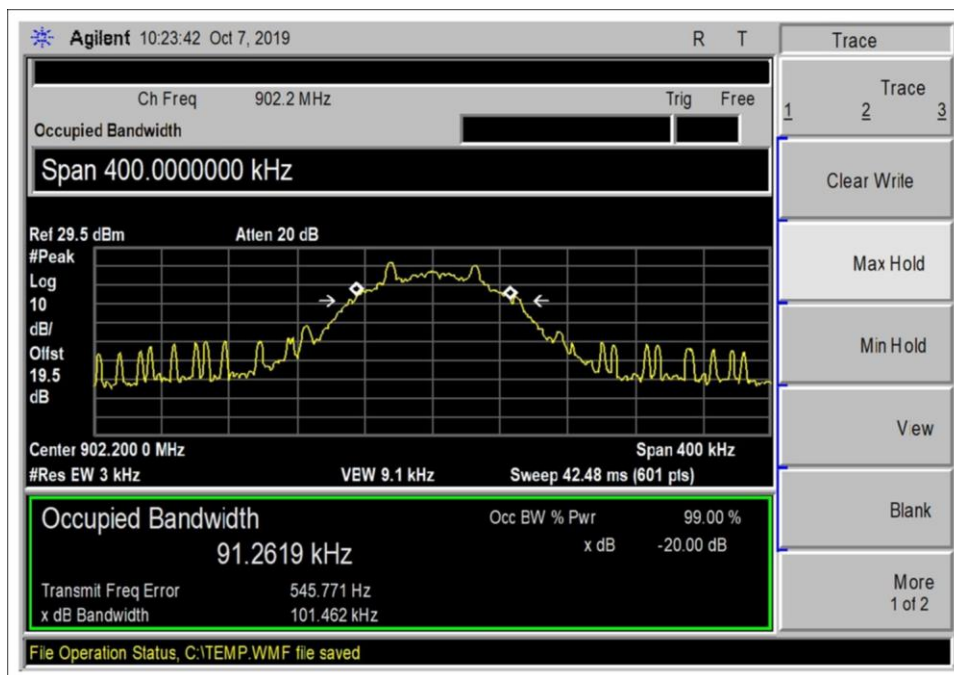 Agilent 10:23:42 Oct 7, 2019 R T
Trace
Ch Freq 902.2 MHz Trig Free
Occupied Bandwidth
Span 400.0000000 kHz
Ref 29.5 dBm Atten 20 dB
#Peak
Log
10
dB/
Offst
19.5
dB
Center 902.200 0 MHz Span 400 kHz
#Res EW 3 kHz VEW 9.1 kHz Sweep 42.48 ms (601 pts)
Occupied Bandwidth Occ BW % Pwr 99.00 %
91.2619 kHz x dB -20.00 dB
Transmit Freq Error 545.771 Hz
x dB Bandwidth 101.462 kHz
File Operation Status, C:\TEMP.WMF file saved
Trace
1 2 3
Clear Write
Max Hold
Min Hold
View
Blank
More
1 of 2